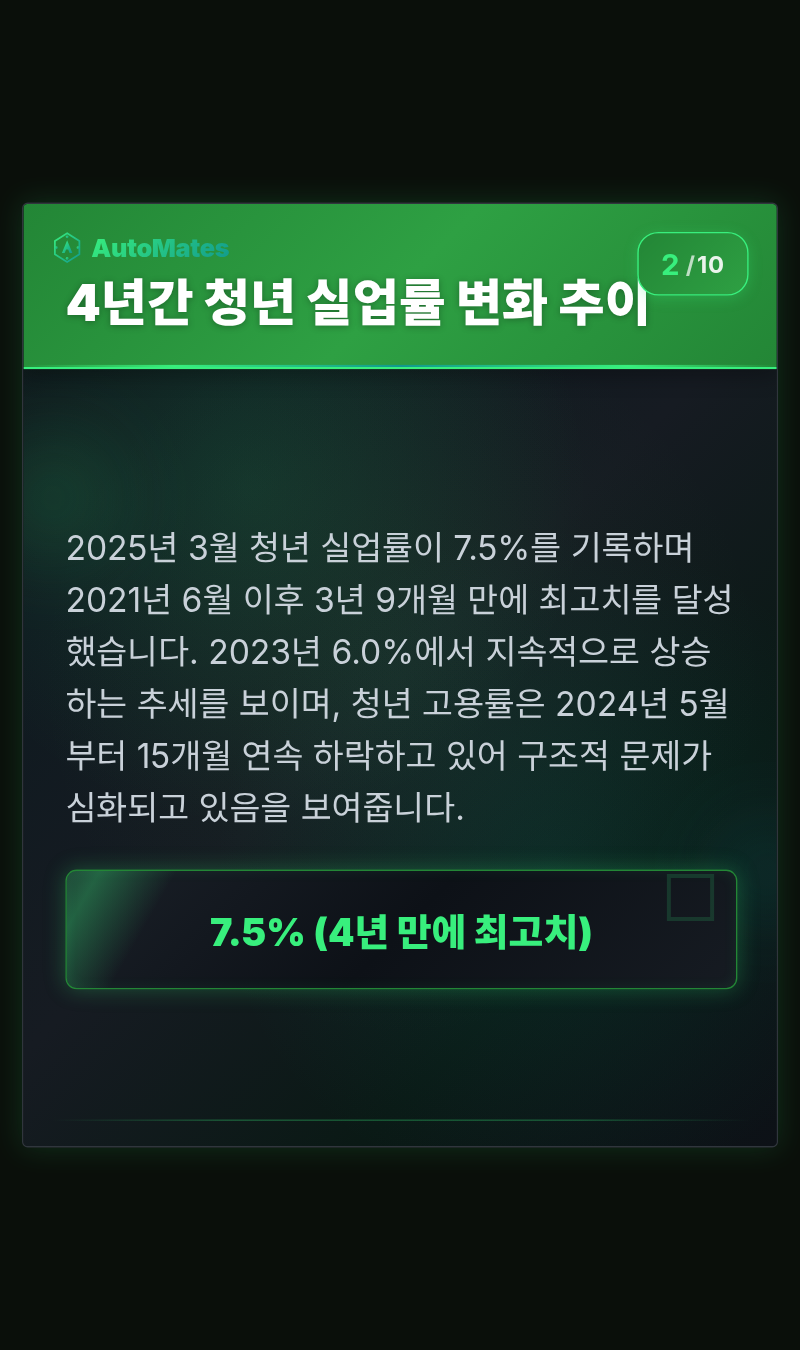 AutoMates
2 /10
4년간 청년 실업률 변화 추이
2025년 3월 청년 실업률이 7.5%를 기록하며
2021년 6월 이후 3년 9개월 만에 최고치를 달성
했습니다. 2023년 6.0%에서 지속적으로 상승
하는 추세를 보이며, 청년 고용률은 2024년 5월
부터 15개월 연속 하락하고 있어 구조적 문제가
심화되고 있음을 보여줍니다.
7.5% (4년 만에 최고치)